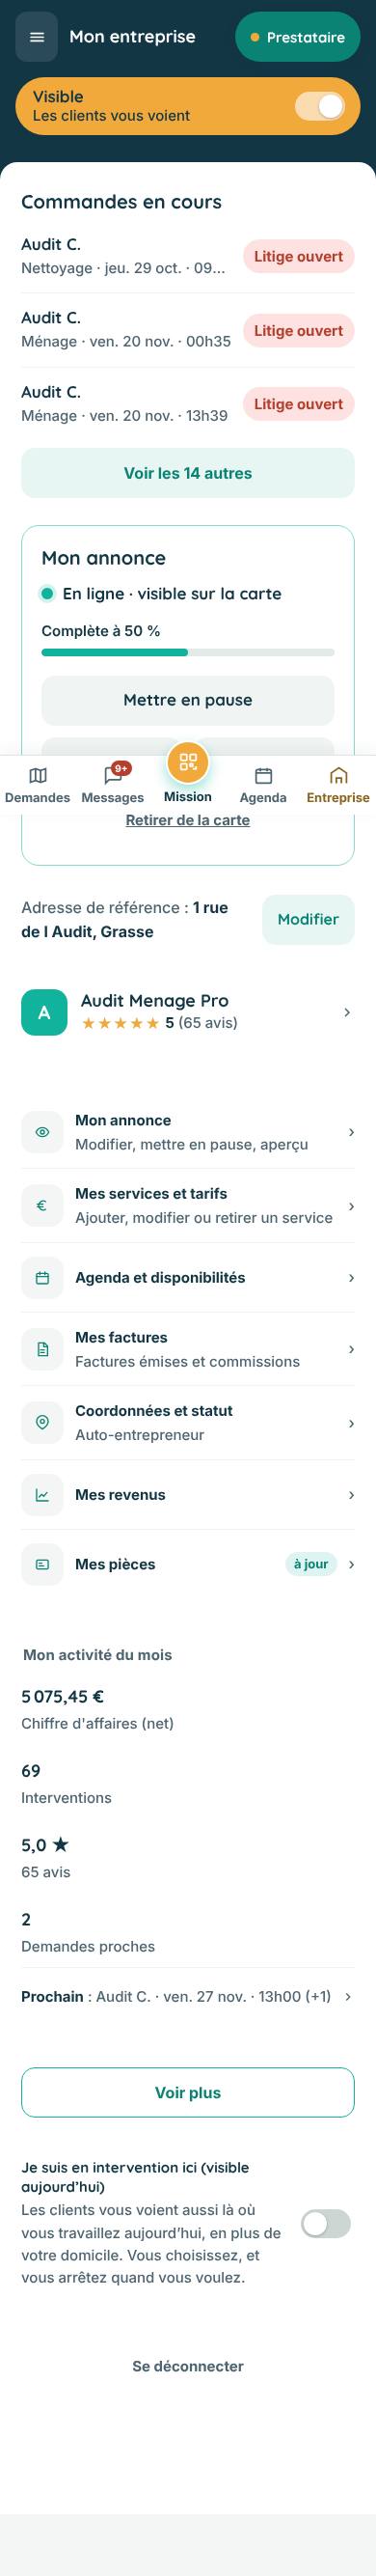 Mon entreprise
Prestataire
Visible
Les clients vous voient
Commandes en cours
Audit C.
Nettoyage · jeu. 29 oct. · 09...
Litige ouvert
Audit C.
Ménage · ven. 20 nov. · 00h35
Litige ouvert
Audit C.
Ménage · ven. 20 nov. · 13h39
Litige ouvert
Voir les 14 autres
Mon annonce
En ligne · visible sur la carte
Complète à 50 %
Mettre en pause
9+
Demandes
Messages
Mission
Agenda
Entreprise
Retirer de la carte
Adresse de référence : 1 rue
de l Audit, Grasse
Modifier
A
Audit Menage Pro
★★★★★ 5 (65 avis)
Mon annonce
Modifier, mettre en pause, aperçu
€
Mes services et tarifs
Ajouter, modifier ou retirer un service
Agenda et disponibilités
Mes factures
Factures émises et commissions
Coordonnées et statut
Auto-entrepreneur
Mes revenus
Mes pièces
à jour
Mon activité du mois
5 075,45 €
Chiffre d'affaires (net)
69
Interventions
5,0 ★
65 avis
2
Demandes proches
Prochain : Audit C. · ven. 27 nov. · 13h00 (+1)
Voir plus
Je suis en intervention ici (visible
aujourd’hui)
Les clients vous voient aussi là où
vous travaillez aujourd’hui, en plus de
votre domicile. Vous choisissez, et
vous arrêtez quand vous voulez.
Se déconnecter